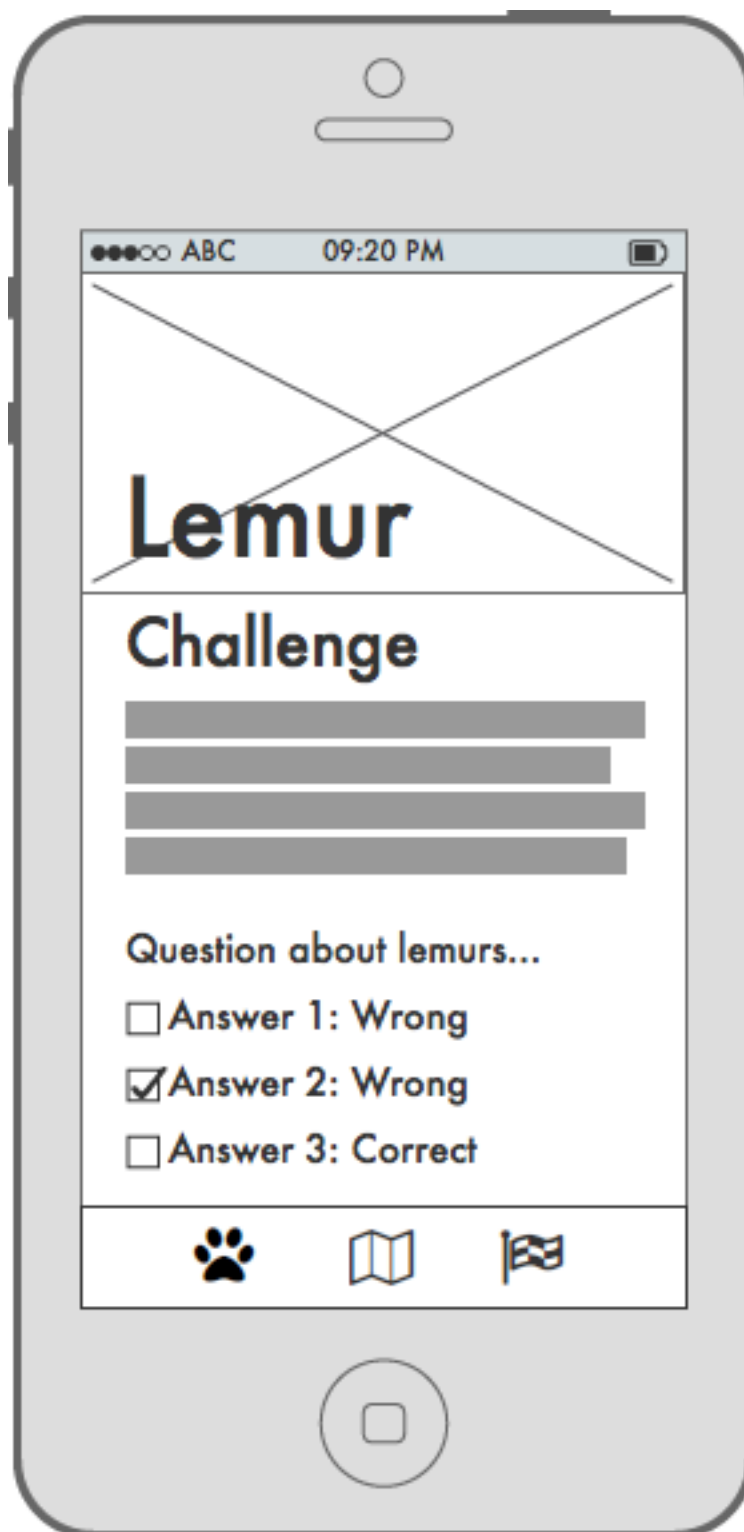 ABC 09:20 PM
Lemur
Challenge
Question about lemurs...
Answer 1: Wrong
Answer 2: Wrong
Answer 3: Correct